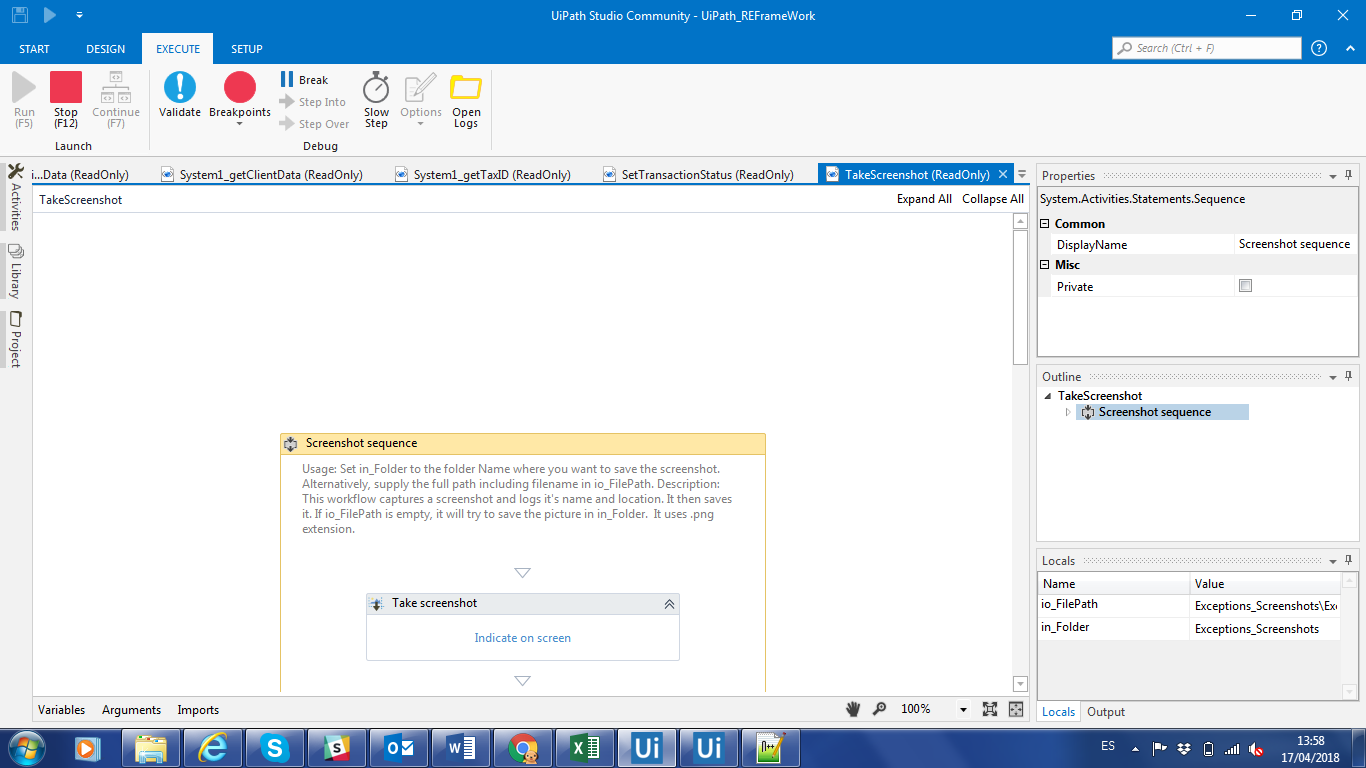 UiPath Studio Community - UiPath_REFrameWork
START DESIGN EXECUTE SETUP
Search (Ctrl + F)
Run (F5)
Stop (F12)
Continue (F7)
Launch
Validate
Breakpoints
Break
Step Into
Step Over
Slow Step
Options
Open Logs
Debug
i...Data (ReadOnly) System1_getClientData (ReadOnly) System1_getTaxID (ReadOnly) SetTransactionStatus (ReadOnly) TakeScreenshot (ReadOnly)
Activities
Library
Project
TakeScreenshot Expand All Collapse All
Screenshot sequence
Usage: Set in_Folder to the folder Name where you want to save the screenshot.
Alternatively, supply the full path including filename in io_FilePath. Description:
This workflow captures a screenshot and logs it's name and location. It then saves
it. If io_FilePath is empty, it will try to save the picture in in_Folder. It uses .png
extension.
Take screenshot
Indicate on screen
Variables Arguments Imports 100%
Properties
System.Activities.Statements.Sequence
Common
DisplayName Screenshot sequence
Misc
Private
Outline
TakeScreenshot
Screenshot sequence
Locals
Name Value
io_FilePath Exceptions_Screenshots\Exc
in_Folder Exceptions_Screenshots
Locals Output
Ui Ui
ES
13:58
17/04/2018